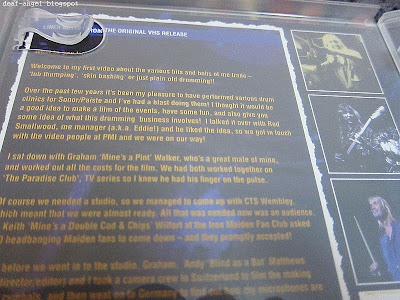 deaf-angel.blogspot
FROM THE ORIGINAL VHS RELEASE
Welcome to my first video about the various bits and bobs of me trade -
'tub thumping', 'skin bashing' or just plain old drumming!!
Over the past few years it's been my pleasure to have performed various drum
clinics for Sonor/Paiste and I've had a blast doing them! I thought it would be
a good idea to make a film of the events, have some fun, and also give you
some idea of what this drumming 'business involves! I talked it over with Rod
Smallwood, me manager (a.k.a. Eddie!) and he liked the idea, so we got in touch
with the video people at PMI and we were on our way!
I sat down with Graham 'Mine's a Pint' Walker, who's a great mate of mine,
and worked out all the costs for the film. We had both worked together on
'The Paradise Club', TV series so I knew he had his finger on the pulse.
Of course we needed a studio, so we managed to come up with CTS Wembley,
which meant that we were almost ready. All that was needed now was an audience.
Keith 'Mine's a Double Cod & Chips' Wilfort at the Iron Maiden Fan Club asked
headbanging Maiden fans to come down - and they promptly accepted!
before we went in to the studio, Graham, Andy 'Blind as a Bat' Matthews
director, editor) and I took a camera crew to Switzerland to film the making
microphones are